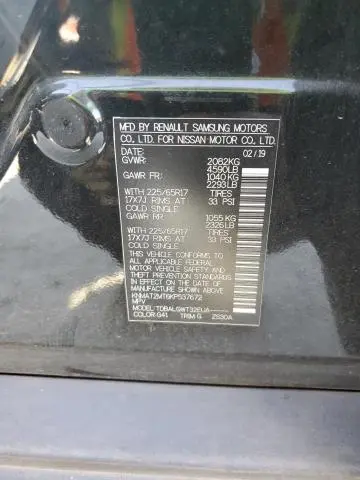 MFD BY RENAULT SAMSUNG MOTORS
CO., LTD. FOR NISSAN MOTOR CO., LTD.
DATE: 02/19
GVWR: 2082KG
4590LB
GAWR FR: 1040KG
2293LB
WITH 225/65R17 TIRES
17X7J RIMS AT 33 PSI
COLD SINGLE
GAWR RR: 1055 KG
2326LB
WITH 225/65R17 TIRES
17X7J RIMS AT 33 PSI
COLD SINGLE
THIS VEHICLE CONFORMS TO
ALL APPLICABLE FEDERAL
MOTOR VEHICLE SAFETY AND
THEFT PREVENTION STANDARDS
IN EFFECT ON THE DATE OF
MANUFACTURE SHOWN ABOVE.
KNMAT2MT6KP537672
MPV
MODEL: TDBALGWT32EUA
COLOR: G41 TRIM G ZS30A